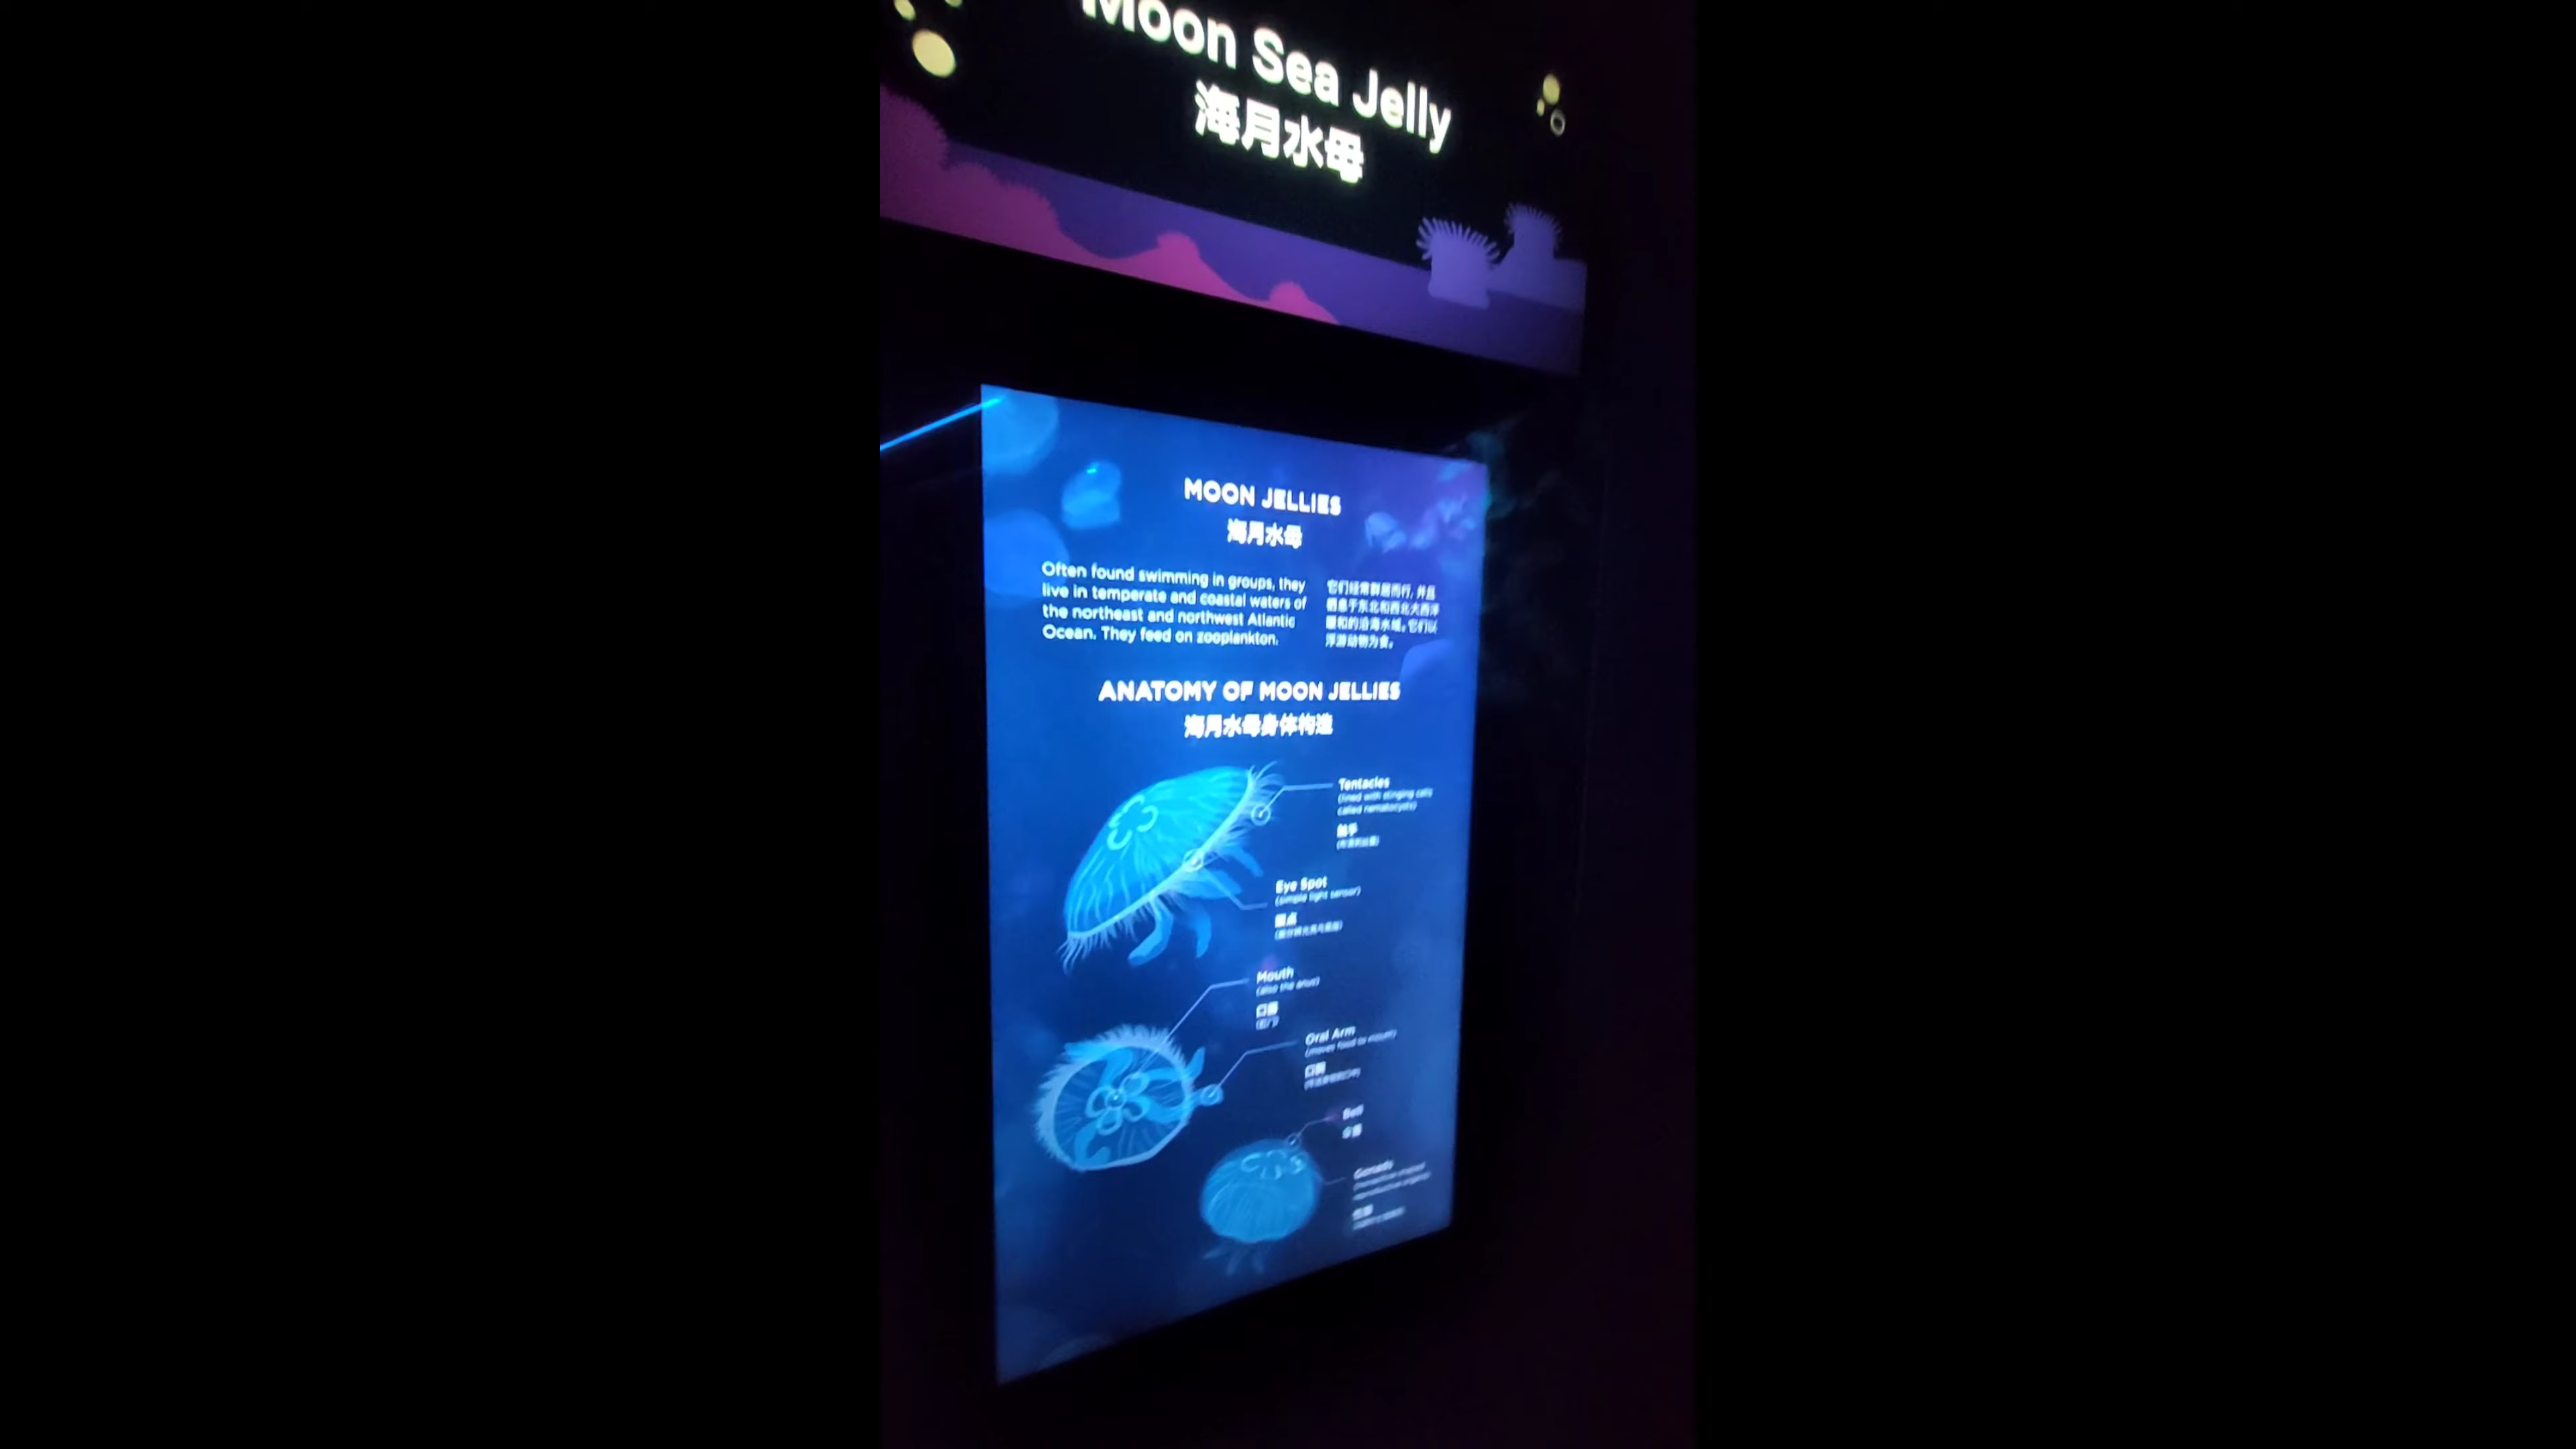 Moon Sea Jelly
海月水母
MOON JELLIES
海月水母
Often found swimming in groups, they
live in temperate and coastal waters of
the northeast and northwest Atlantic
Ocean. They feed on zooplankton.
它们经常群居而行, 并且
栖息于东北和西北大西洋
暖和的沿海水域。它们以
浮游动物为食。
ANATOMY OF MOON JELLIES
海月水母身体构造
Tentacles
(lined with stinging cells
called nematocysts)
触手
Eye Spot
(simple light sensor)
眼点
Mouth
(also the anus)
口
Oral Arm
(moves food to mouth)
口腕
Bell
Gonads
reproductive organs)